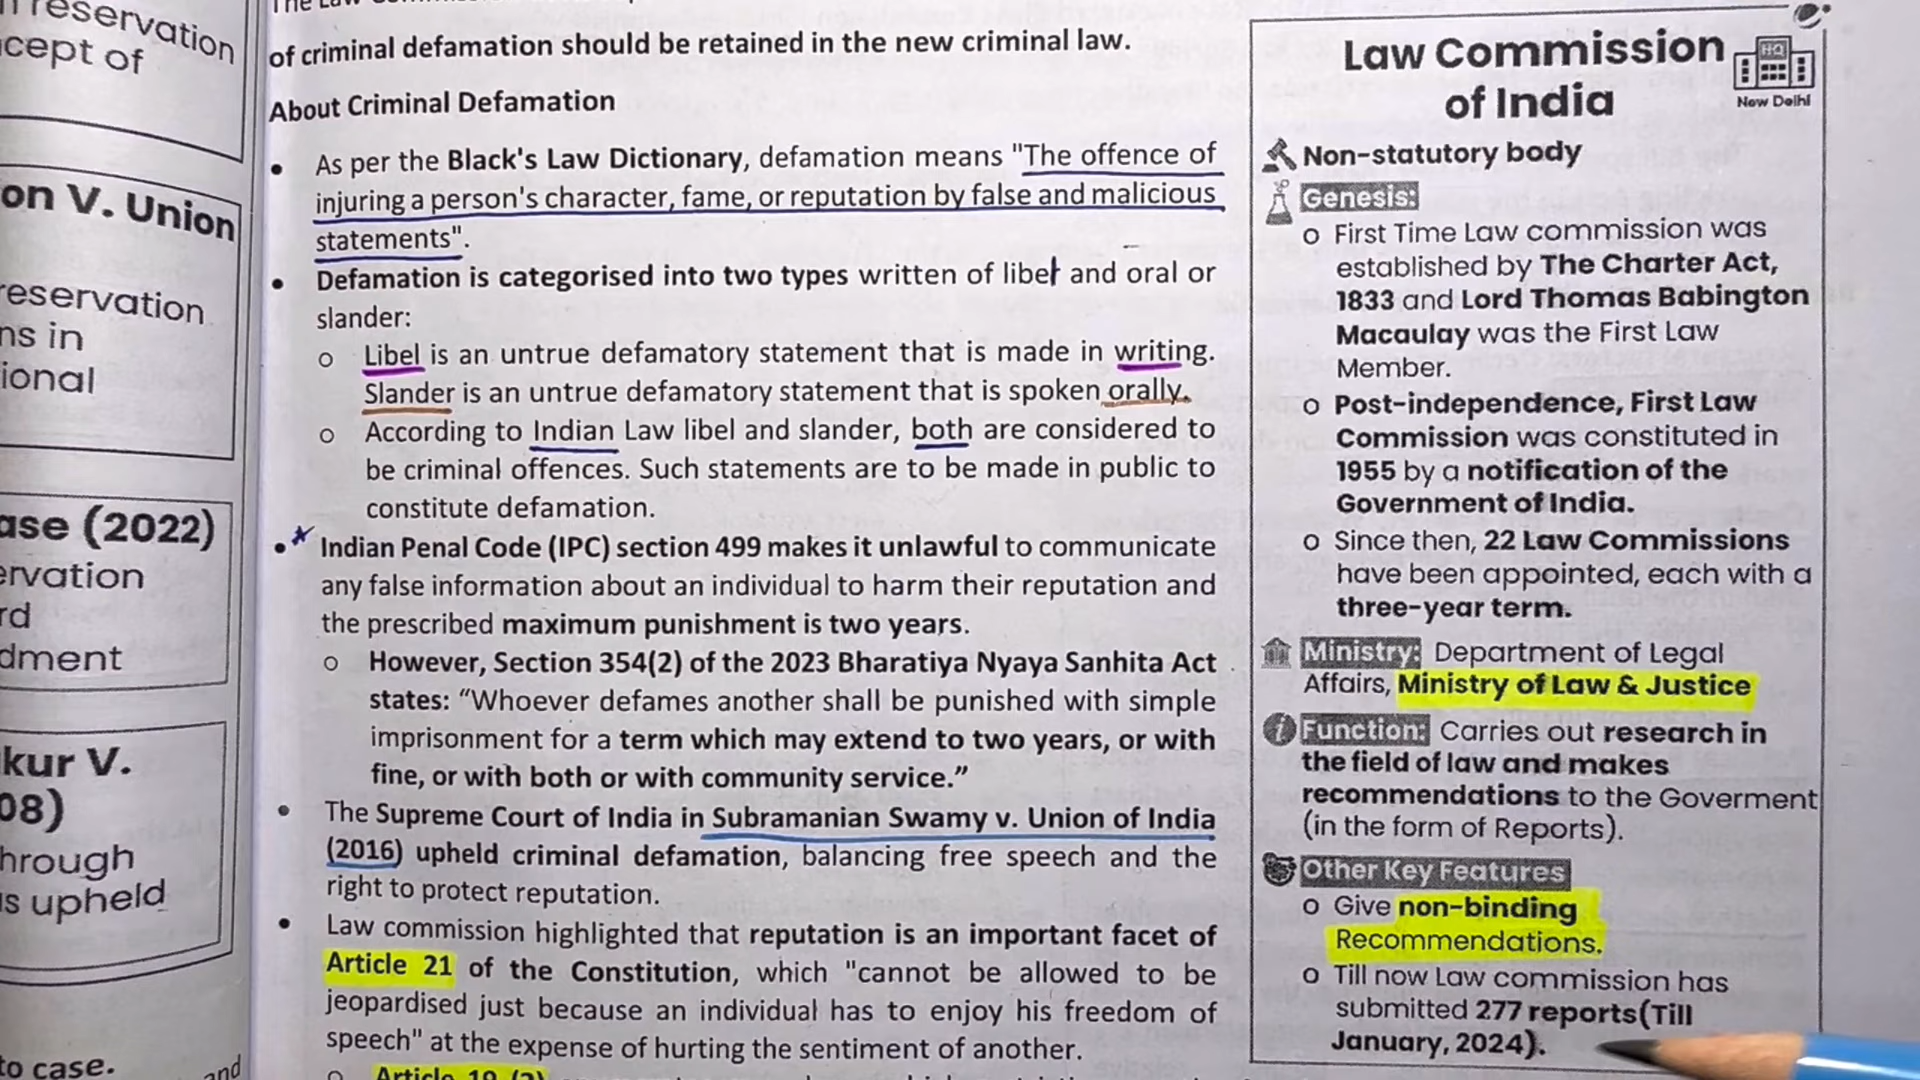 reservation
cept of
on V. Union
reservation
ns in
ional
ase (2022)
ervation
rd
dment
kur V.
08)
hrough
is upheld
to case.
and
of criminal defamation should be retained in the new criminal law.
About Criminal Defamation
• As per the Black's Law Dictionary, defamation means "The offence of
injuring a person's character, fame, or reputation by false and malicious
statements".
• Defamation is categorised into two types written of libel and oral or
slander:
o Libel is an untrue defamatory statement that is made in writing.
Slander is an untrue defamatory statement that is spoken orally.
o According to Indian Law libel and slander, both are considered to
be criminal offences. Such statements are to be made in public to
constitute defamation.
• Indian Penal Code (IPC) section 499 makes it unlawful to communicate
any false information about an individual to harm their reputation and
the prescribed maximum punishment is two years.
o However, Section 354(2) of the 2023 Bharatiya Nyaya Sanhita Act
states: “Whoever defames another shall be punished with simple
imprisonment for a term which may extend to two years, or with
fine, or with both or with community service.”
• The Supreme Court of India in Subramanian Swamy v. Union of India
(2016) upheld criminal defamation, balancing free speech and the
right to protect reputation.
• Law commission highlighted that reputation is an important facet of
Article 21 of the Constitution, which "cannot be allowed to be
jeopardised just because an individual has to enjoy his freedom of
speech" at the expense of hurting the sentiment of another.
o Article 19 (2)
Law Commission
of India
HQ
New Delhi
Non-statutory body
Genesis:
o First Time Law commission was
established by The Charter Act,
1833 and Lord Thomas Babington
Macaulay was the First Law
Member.
o Post-independence, First Law
Commission was constituted in
1955 by a notification of the
Government of India.
o Since then, 22 Law Commissions
have been appointed, each with a
three-year term.
Ministry: Department of Legal
Affairs, Ministry of Law & Justice
Function: Carries out research in
the field of law and makes
recommendations to the Goverment
(in the form of Reports).
Other Key Features
o Give non-binding
Recommendations.
o Till now Law commission has
submitted 277 reports(Till
January, 2024).